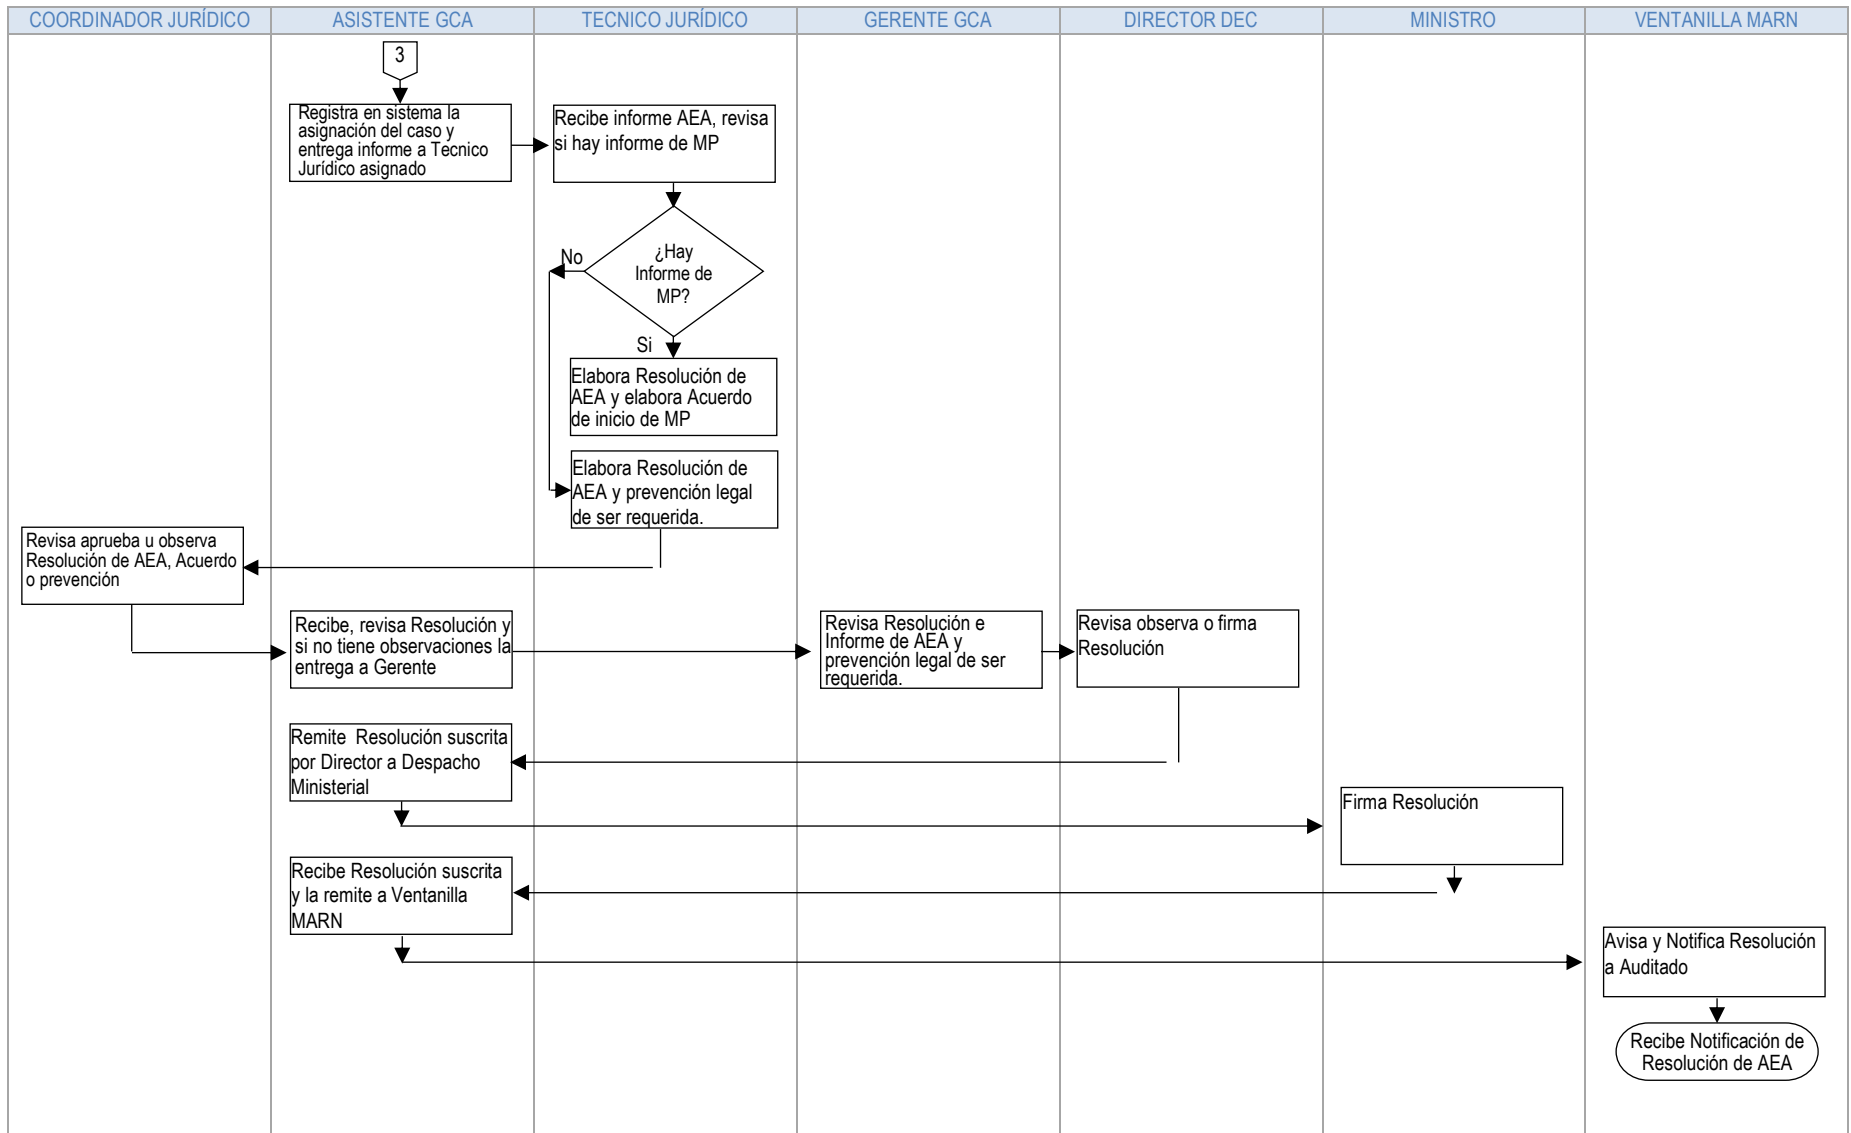 COORDINADOR JURÍDICO
ASISTENTE GCA
TECNICO JURÍDICO
GERENTE GCA
DIRECTOR DEC
MINISTRO
VENTANILLA MARN
3
Registra en sistema la
asignación del caso y
entrega informe a Tecnico
Jurídico asignado
Recibe informe AEA, revisa
si hay informe de MP
¿Hay
Informe de
MP?
No
Si
Elabora Resolución de
AEA y elabora Acuerdo
de inicio de MP
Elabora Resolución de
AEA y prevención legal
de ser requerida.
Revisa aprueba u observa
Resolución de AEA, Acuerdo
o prevención
Recibe, revisa Resolución y
si no tiene observaciones la
entrega a Gerente
Revisa Resolución e
Informe de AEA y
prevención legal de ser
requerida.
Revisa observa o firma
Resolución
Remite  Resolución suscrita
por Director a Despacho
Ministerial
Firma Resolución
Recibe Resolución suscrita
y la remite a Ventanilla
MARN
Avisa y Notifica Resolución
a Auditado
Recibe Notificación de
Resolución de AEA